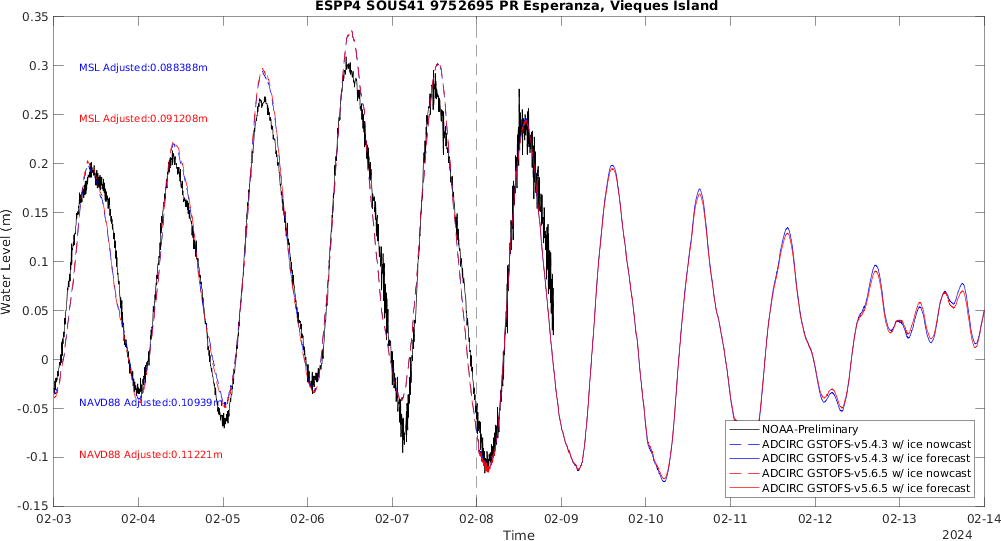 ESPP4 SOUS41 9752695 PR Esperanza, Vieques Island
0.35
0.3
0.25
0.2
0.15
0.1
0.05
0
-0.05
-0.1
-0.15
Water Level (m)
MSL Adjusted:0.088388m
MSL Adjusted:0.091208m
NAVD88 Adjusted:0.10939m
NAVD88 Adjusted:0.11221m
NOAA-Preliminary
ADCIRC GSTOFS-v5.4.3 w/ ice nowcast
ADCIRC GSTOFS-v5.4.3 w/ ice forecast
ADCIRC GSTOFS-v5.6.5 w/ ice nowcast
ADCIRC GSTOFS-v5.6.5 w/ ice forecast
02-03 02-04 02-05 02-06 02-07 02-08 02-09 02-10 02-11 02-12 02-13 02-14
Time
2024